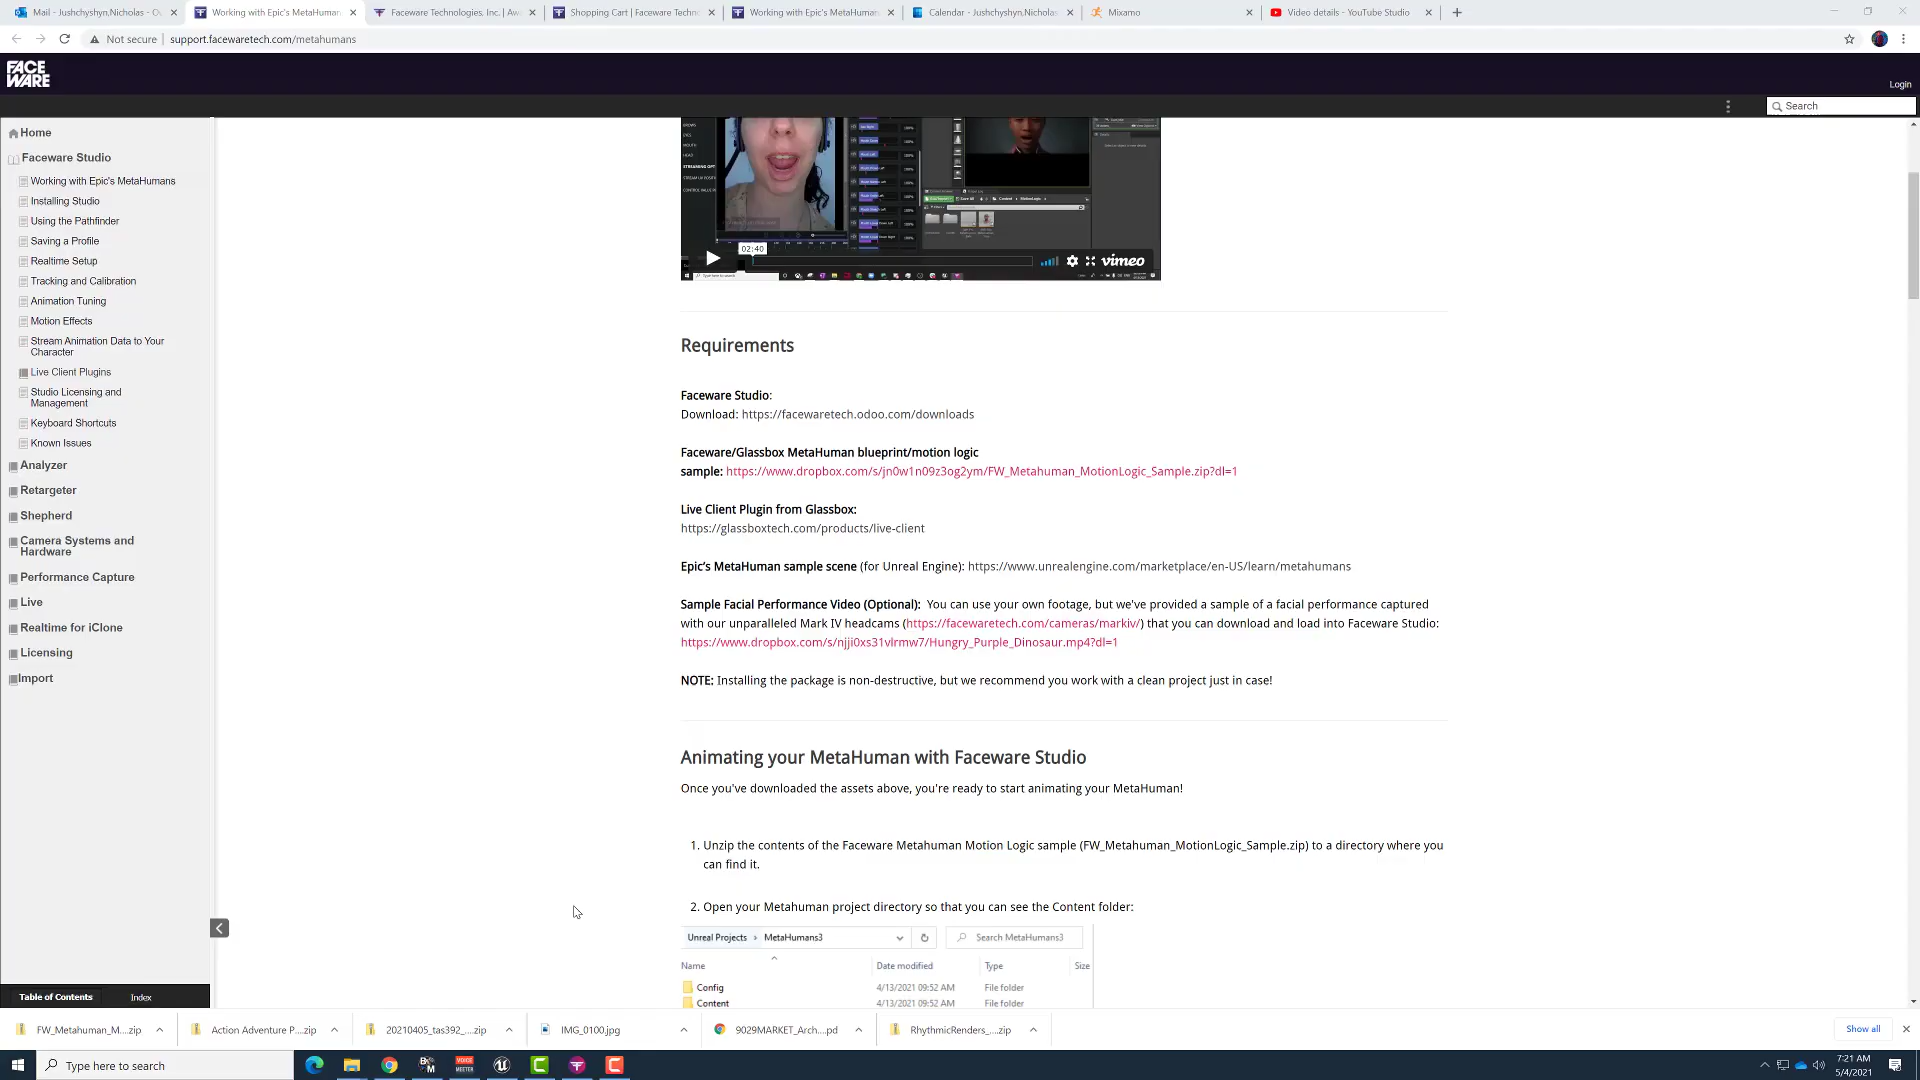 Mail - Jushchyshyn,Nicholas - O
Working with Epic's MetaHuman
Faceware Technologies, Inc. | Aw
Shopping Cart | Faceware Techn
Working with Epic's MetaHuman
Calendar - Jushchyshyn,Nicholas
Mixamo
Video details - YouTube Studio
Not secure
support.facewaretech.com/metahumans
FACE
WARE
Login
Search
Home
Faceware Studio
Working with Epic's MetaHumans
Installing Studio
Using the Pathfinder
Saving a Profile
Realtime Setup
Tracking and Calibration
Animation Tuning
Motion Effects
Stream Animation Data to Your
Character
Live Client Plugins
Studio Licensing and
Management
Keyboard Shortcuts
Known Issues
Analyzer
Retargeter
Shepherd
Camera Systems and
Hardware
Performance Capture
Live
Realtime for iClone
Licensing
Import
Table of Contents
Index
02:40
vimeo
Requirements
Faceware Studio:
Download: https://facewaretech.odoo.com/downloads
Faceware/Glassbox MetaHuman blueprint/motion logic
sample: https://www.dropbox.com/s/jn0w1n09z3og2ym/FW_Metahuman_MotionLogic_Sample.zip?dl=1
Live Client Plugin from Glassbox:
https://glassboxtech.com/products/live-client
Epic’s MetaHuman sample scene (for Unreal Engine): https://www.unrealengine.com/marketplace/en-US/learn/metahumans
Sample Facial Performance Video (Optional): You can use your own footage, but we've provided a sample of a facial performance captured
with our unparalleled Mark IV headcams (https://facewaretech.com/cameras/markiv/) that you can download and load into Faceware Studio:
https://www.dropbox.com/s/njji0xs31vlrmw7/Hungry_Purple_Dinosaur.mp4?dl=1
NOTE: Installing the package is non-destructive, but we recommend you work with a clean project just in case!
Animating your MetaHuman with Faceware Studio
Once you've downloaded the assets above, you're ready to start animating your MetaHuman!
1. Unzip the contents of the Faceware Metahuman Motion Logic sample (FW_Metahuman_MotionLogic_Sample.zip) to a directory where you
can find it.
2. Open your Metahuman project directory so that you can see the Content folder:
Unreal Projects > MetaHumans3
Search MetaHumans3
Name Date modified Type Size
Config 4/13/2021 09:52 AM File folder
Content 4/13/2021 09:52 AM File folder
FW_Metahuman_M....zip
Action Adventure P....zip
20210405_tas392_....zip
IMG_0100.jpg
9029MARKET_Arch....pd
RhythmicRenders_....zip
Show all
Type here to search
VOICE
MEETER
7:21 AM
5/4/2021